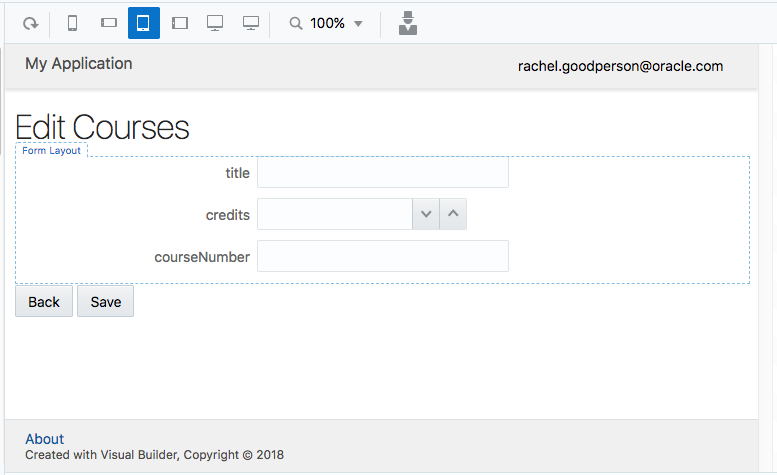 100%
My Application
rachel.goodperson@oracle.com
Edit Courses
Form Layout
title
credits
courseNumber
Back Save
About
Created with Visual Builder, Copyright © 2018